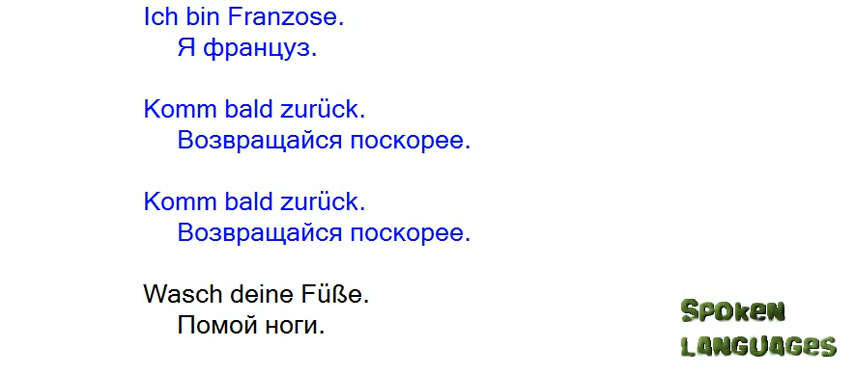 Ich bin Franzose.
Я француз.
Komm bald zurück.
Возвращайся поскорее.
Komm bald zurück.
Возвращайся поскорее.
Wasch deine Füße.
Помой ноги.
Spoken
Languages